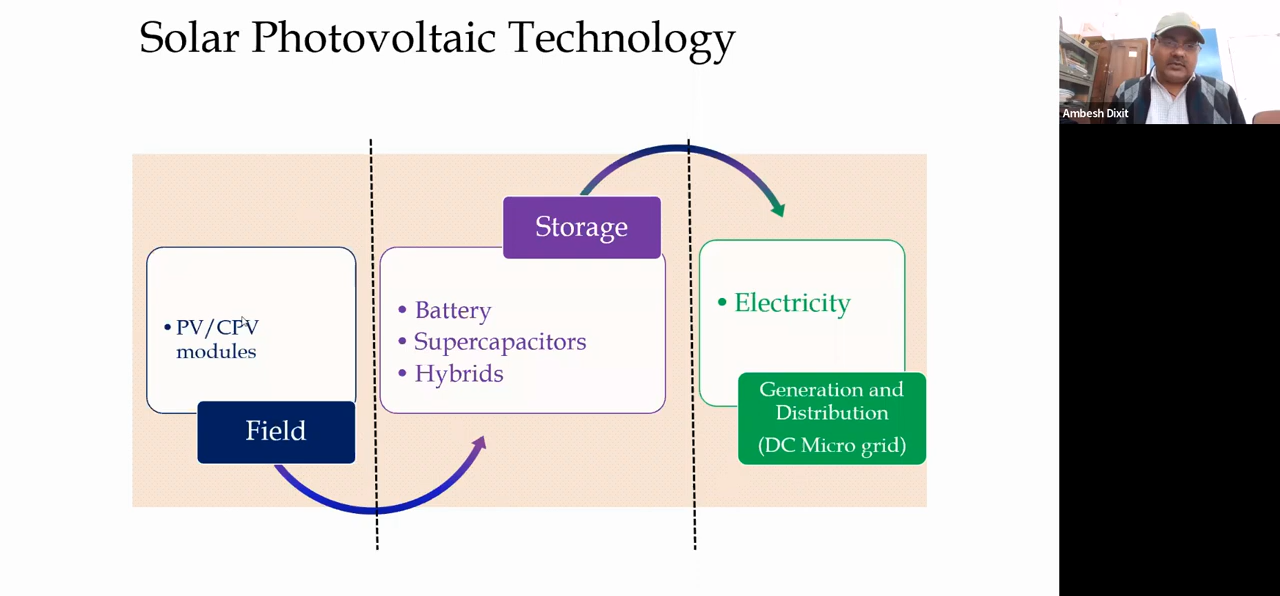 Solar Photovoltaic Technology
Ambesh Dixit
Storage
• PV/CPV
modules
Field
• Battery
• Supercapacitors
• Hybrids
• Electricity
Generation and
Distribution
(DC Micro grid)